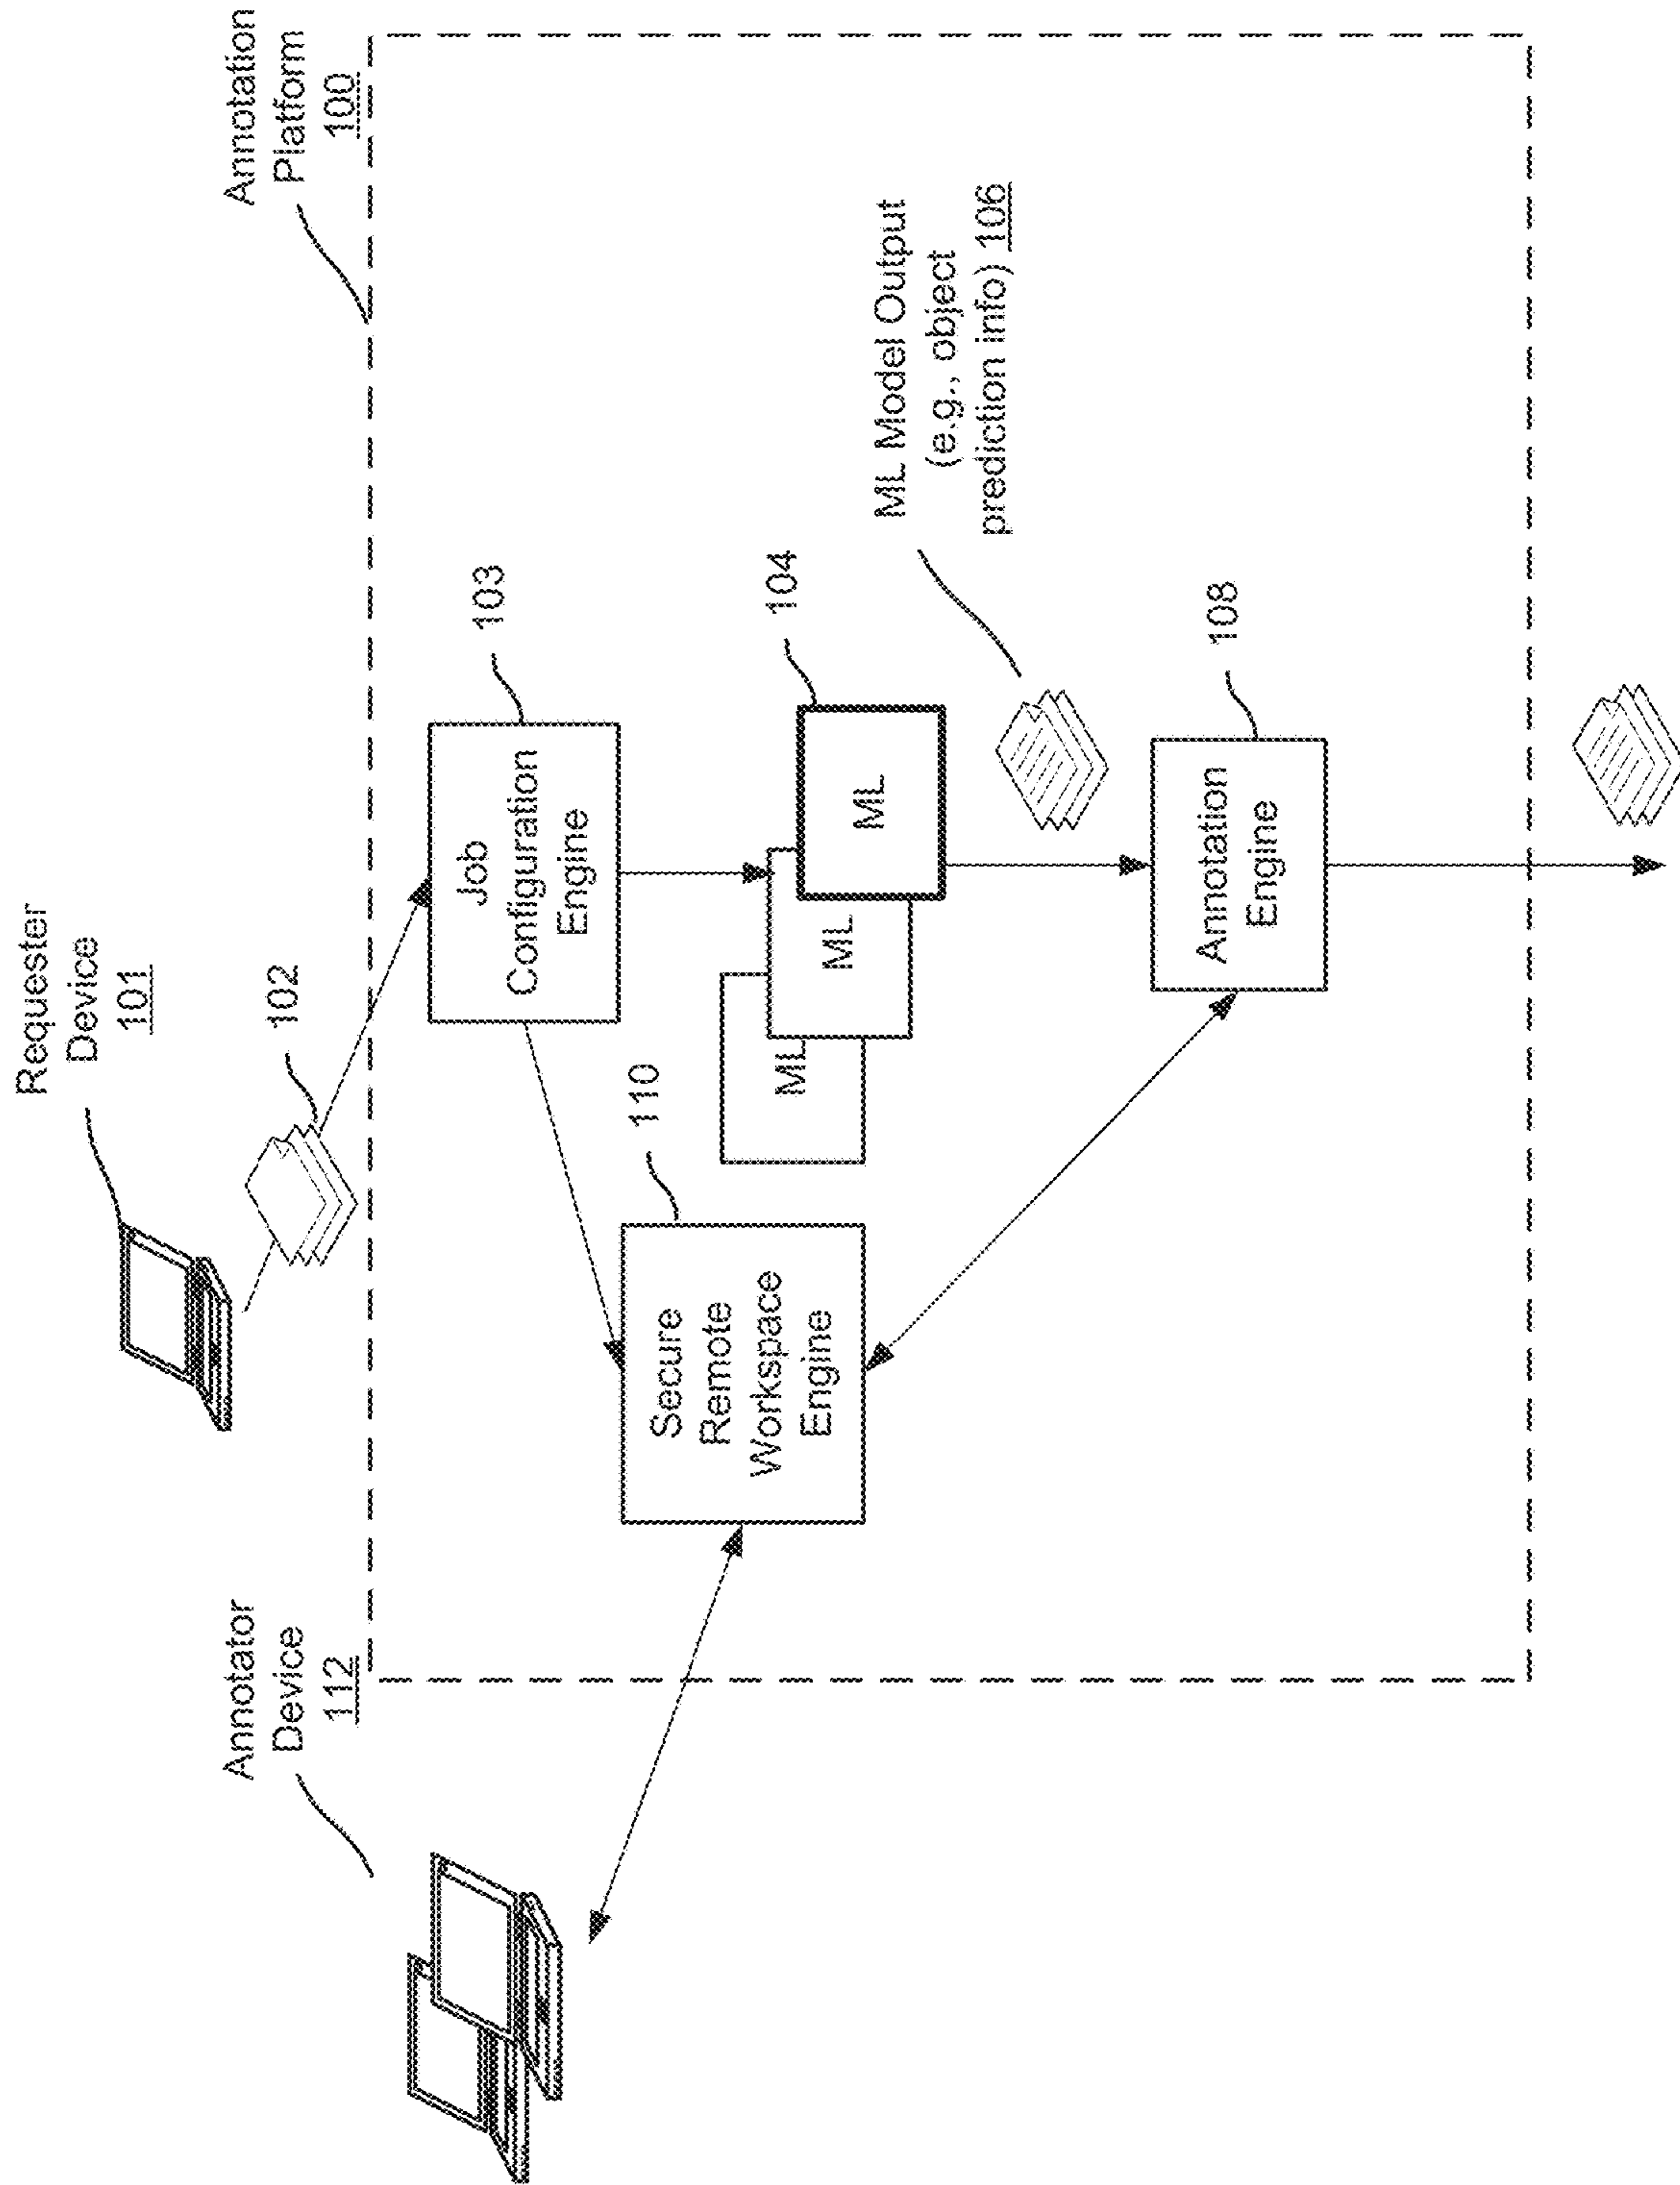 Requester
Device
101
102
Annotation
Platform
100
Annotator
Device
112
Job
Configuration
Engine
103
110
Secure
Remote
Workspace
Engine
ML
ML
ML
104
ML Model Output
(e.g., object
prediction info) 106
Annotation
Engine
108